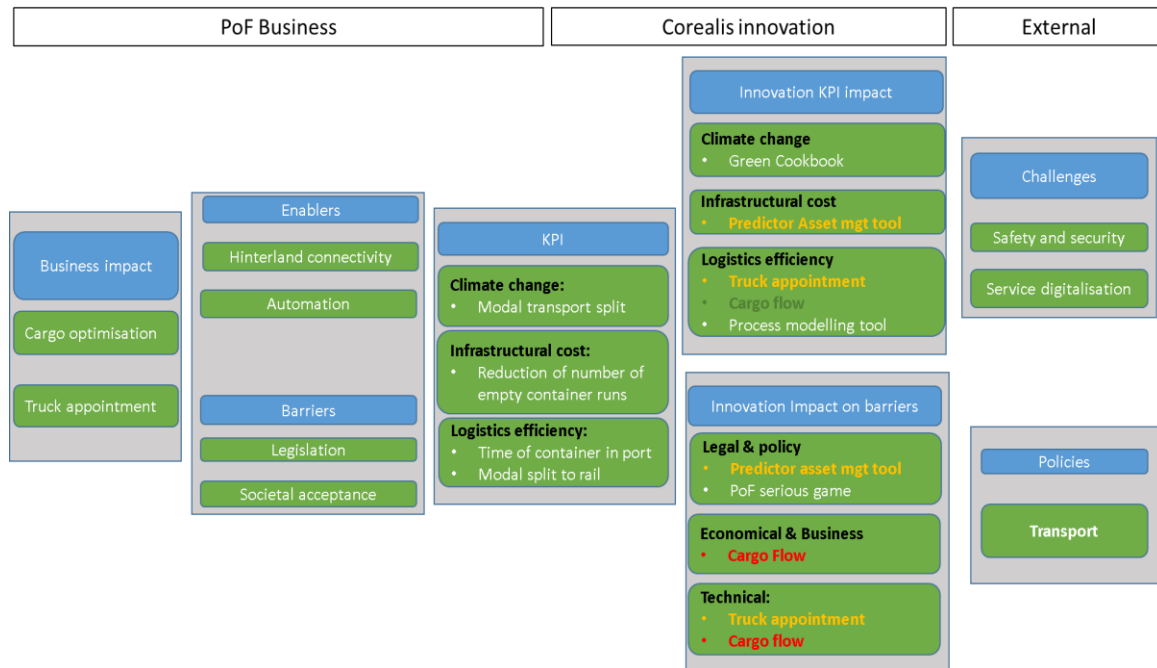 PoF Business
Corealis innovation
External
Business impact
Cargo optimisation
Truck appointment
Enablers
Hinterland connectivity
Automation
Barriers
Legislation
Societal acceptance
KPI
Climate change:
• Modal transport split
Infrastructural cost:
• Reduction of number of
empty container runs
Logistics efficiency:
• Time of container in port
• Modal split to rail
Innovation KPI impact
Climate change
• Green Cookbook
Infrastructural cost
• Predictor Asset mgt tool
Logistics efficiency
• Truck appointment
• Cargo flow
• Process modelling tool
Innovation Impact on barriers
Legal & policy
• Predictor asset mgt tool
• PoF serious game
Economical & Business
• Cargo Flow
Technical:
• Truck appointment
• Cargo flow
Challenges
Safety and security
Service digitalisation
Policies
Transport